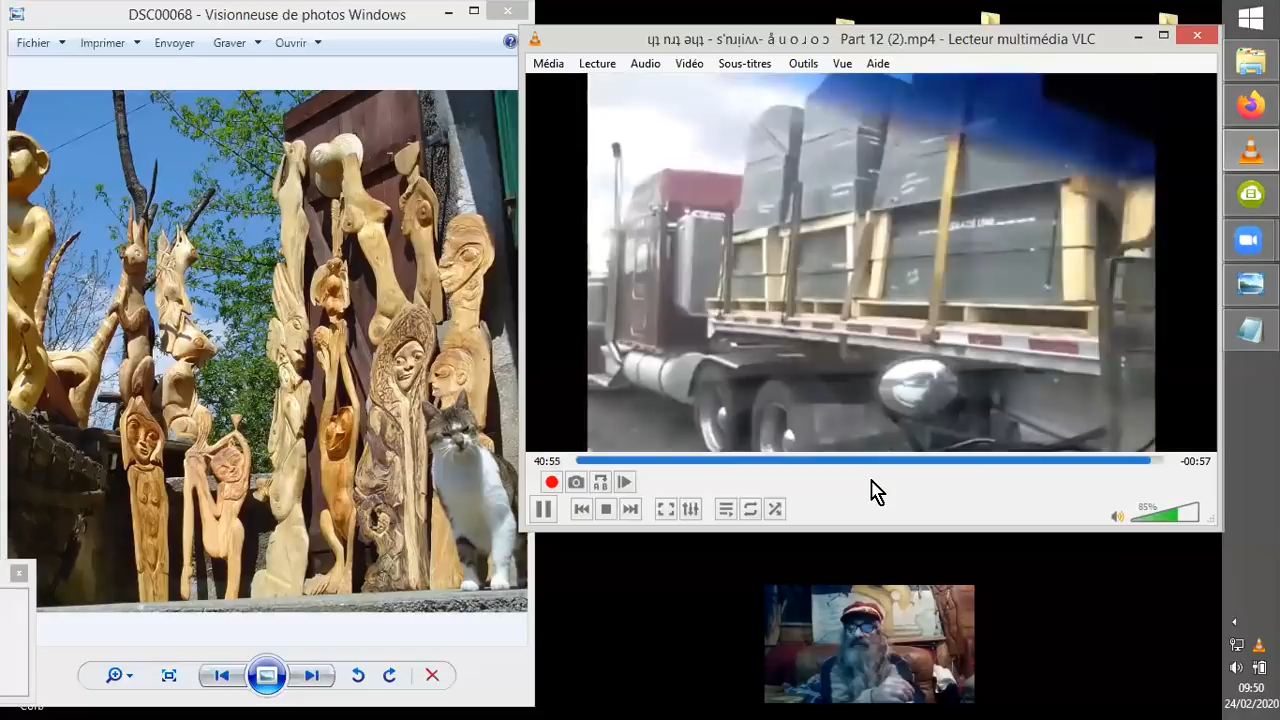 DSC00068 - Visionneuse de photos Windows
Fichier Imprimer Envoyer Graver Ouvrir
Part 12 (2).mp4 - Lecteur multimédia VLC
Média Lecture Audio Vidéo Sous-titres Outils Vue Aide
40:55
-00:57
85%
09:50
24/02/2020